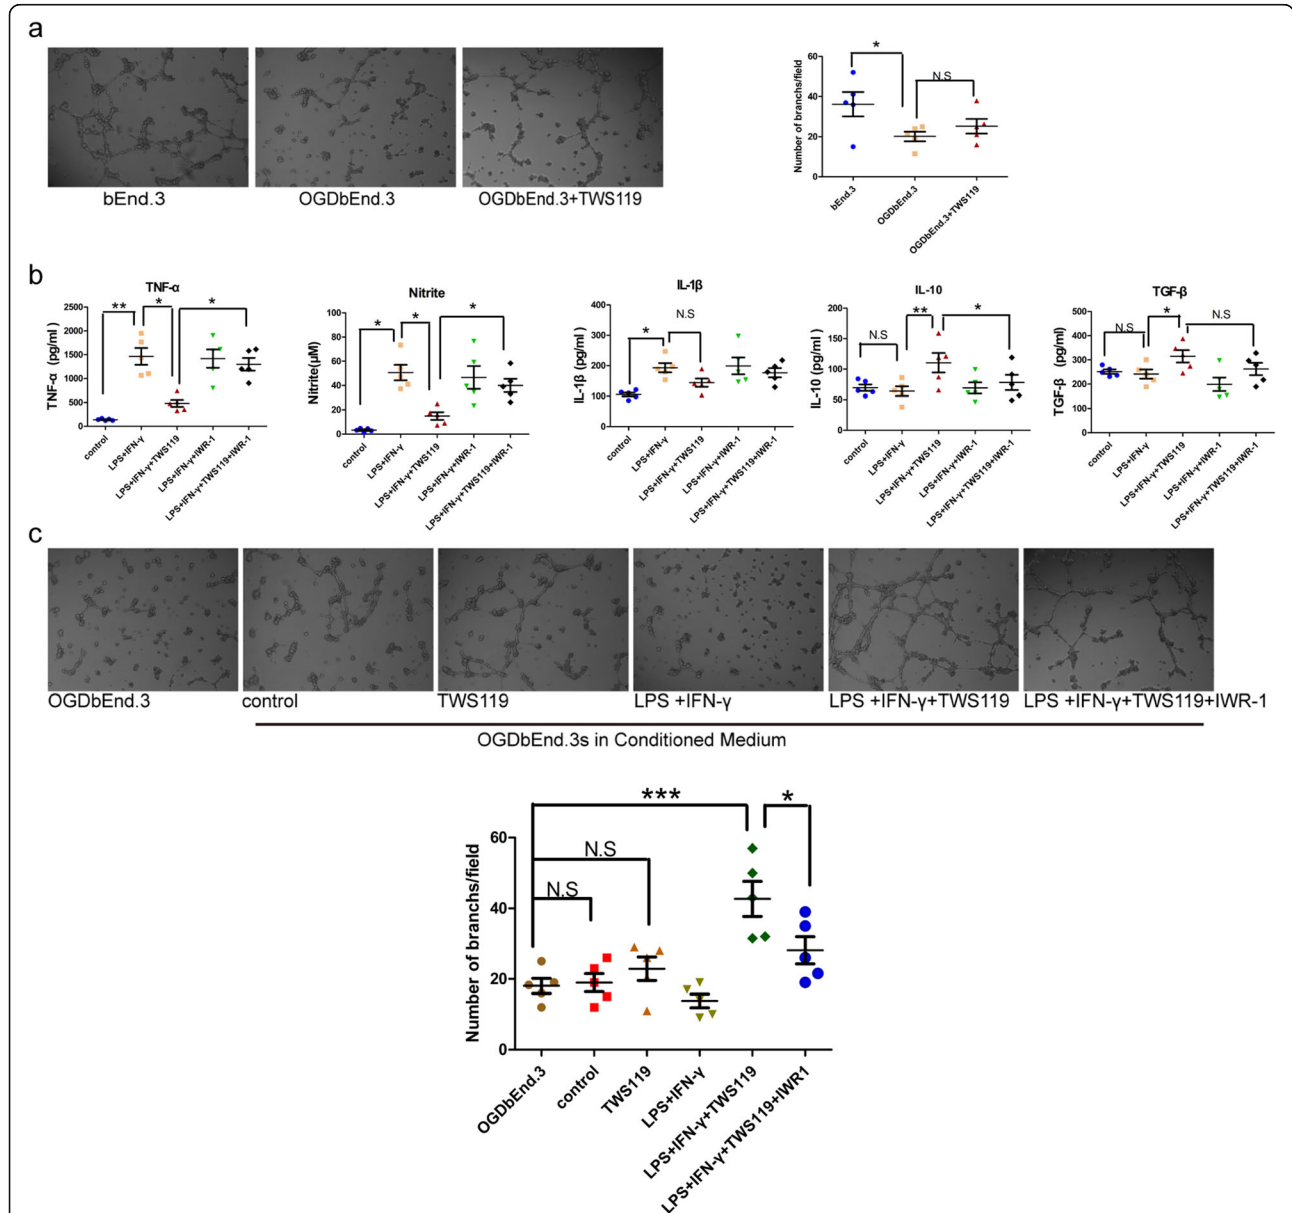 a
bEnd.3
OGDbEnd.3
OGDbEnd.3+TWS119
Number of branchs/field
60
40
20
0
*
N.S
bEnd.3
OGDbEnd.3
OGDbEnd.3+TWS119
b
TNF-α
TNF-α (pg/ml)
2500
2000
1500
1000
500
0
**
*
*
control
LPS+IFN-γ
LPS+IFN-γ+TWS119
LPS+IFN-γ+IWR-1
LPS+IFN-γ+TWS119+IWR-1
Nitrite
Nitrite(μM)
100
80
60
40
20
0
*
*
*
control
LPS+IFN-γ
LPS+IFN-γ+TWS119
LPS+IFN-γ+IWR-1
LPS+IFN-γ+TWS119+IWR-1
IL-1β
IL-1β (pg/ml)
400
300
200
100
0
*
N.S
control
LPS+IFN-γ
LPS+IFN-γ+TWS119
LPS+IFN-γ+IWR-1
LPS+IFN-γ+TWS119+IWR-1
IL-10
IL-10 (pg/ml)
200
150
100
50
0
N.S
**
*
control
LPS+IFN-γ
LPS+IFN-γ+TWS119
LPS+IFN-γ+IWR-1
LPS+IFN-γ+TWS119+IWR-1
TGF-β
TGF-β (pg/ml)
500
400
300
200
100
0
N.S
*
N.S
control
LPS+IFN-γ
LPS+IFN-γ+TWS119
LPS+IFN-γ+IWR-1
LPS+IFN-γ+TWS119+IWR-1
c
OGDbEnd.3
control
TWS119
LPS +IFN-γ
LPS +IFN-γ+TWS119
LPS +IFN-γ+TWS119+IWR-1
OGDbEnd.3s in Conditioned Medium
Number of branchs/field
60
40
20
0
***
*
N.S
N.S
OGDbEnd.3
control
TWS119
LPS+IFN-γ
LPS+IFN-γ+TWS119
LPS+IFN-γ+TWS119+IWR1